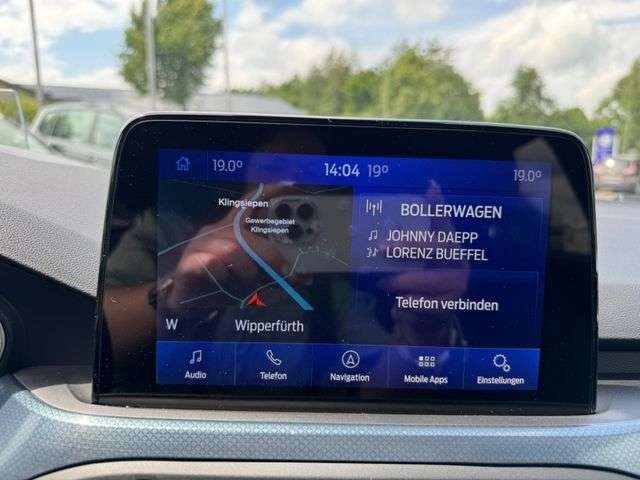 19.0° 14:04 19° 19.0°
Klingsiepen
Gewerbegebiet
Klingsiepen
W Wipperfürth
BOLLERWAGEN
JOHNNY DAEPP
LORENZ BUEFFEL
Telefon verbinden
Audio Telefon Navigation Mobile Apps Einstellungen